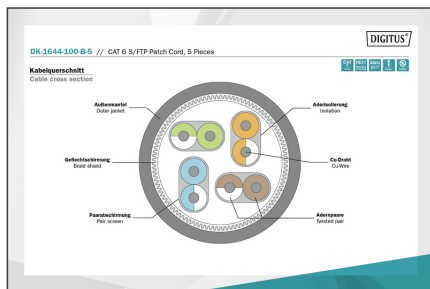 DIGITUS®
DK-1644-100-B-5 // CAT 6 S/FTP Patch Cord, 5 Pieces
Kabelquerschnitt
Cable cross section
Außenmantel
Outer jacket
Aderisolierung
Isolation
Geflechtschirmung
Braid shield
Cu-Draht
Cu-Wire
Paarabschirmung
Pair screen
Adernpaare
Twisted pair